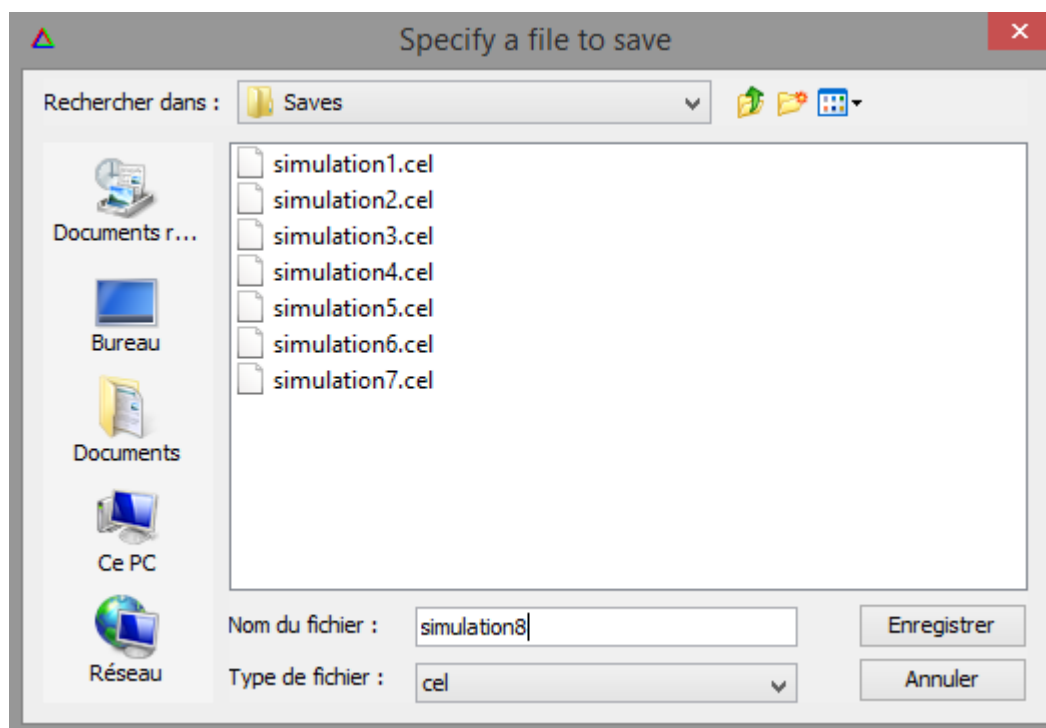 Specify a file to save
Rechercher dans : Saves
simulation1.cel
simulation2.cel
simulation3.cel
simulation4.cel
simulation5.cel
simulation6.cel
simulation7.cel
Documents r...
Bureau
Documents
Ce PC
Réseau
Nom du fichier : simulation8 Enregistrer
Type de fichier : cel Annuler